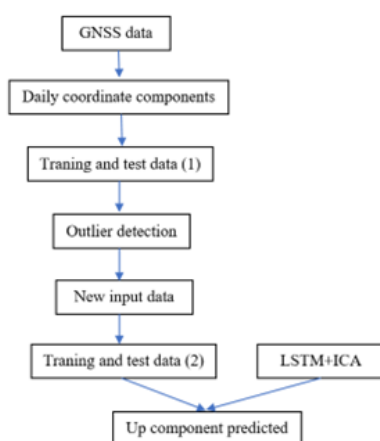 GNSS data
Daily coordinate components
Traning and test data (1)
Outlier detection
New input data
Traning and test data (2)
LSTM+ICA
Up component predicted